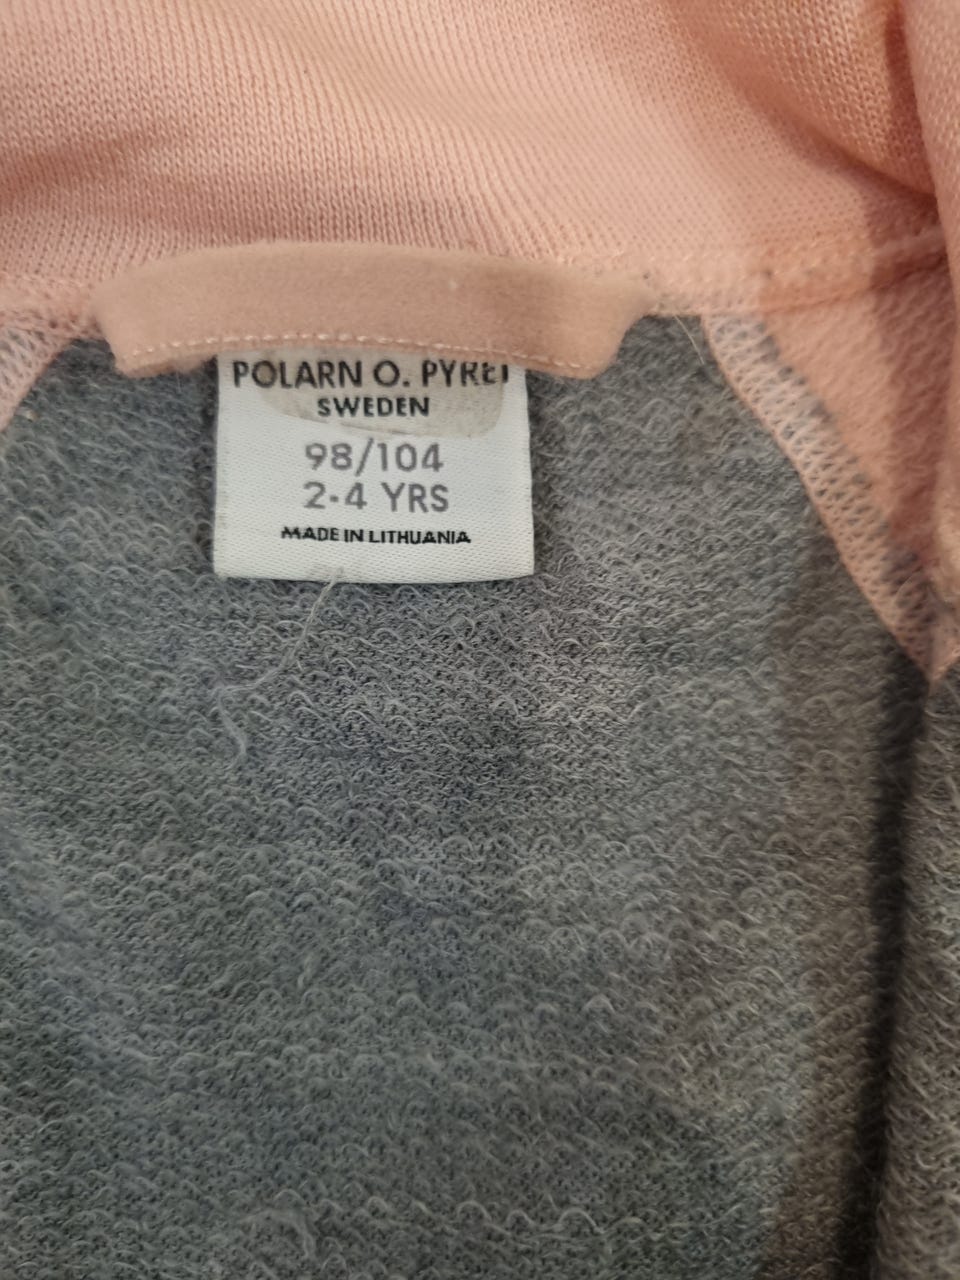 POLARN O. PYRET
SWEDEN
98/104
2-4 YRS
MADE IN LITHUANIA